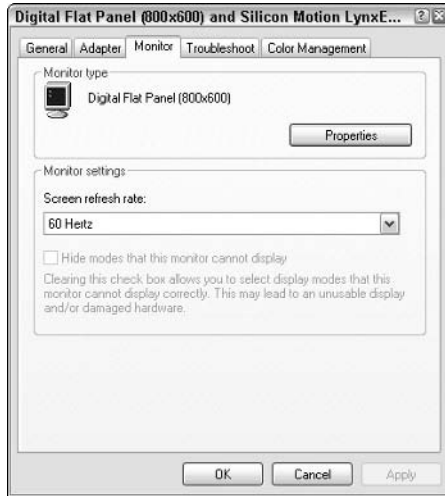 Digital Flat Panel (800x600) and Silicon Motion LynxE...
General
Adapter
Monitor
Troubleshoot
Color Management
Monitor type
Digital Flat Panel (800x600)
Properties
Monitor settings
Screen refresh rate:
60 Hertz
Hide modes that this monitor cannot display
Clearing this check box allows you to select display modes that this
monitor cannot display correctly. This may lead to an unusable display
and/or damaged hardware.
OK
Cancel
Apply